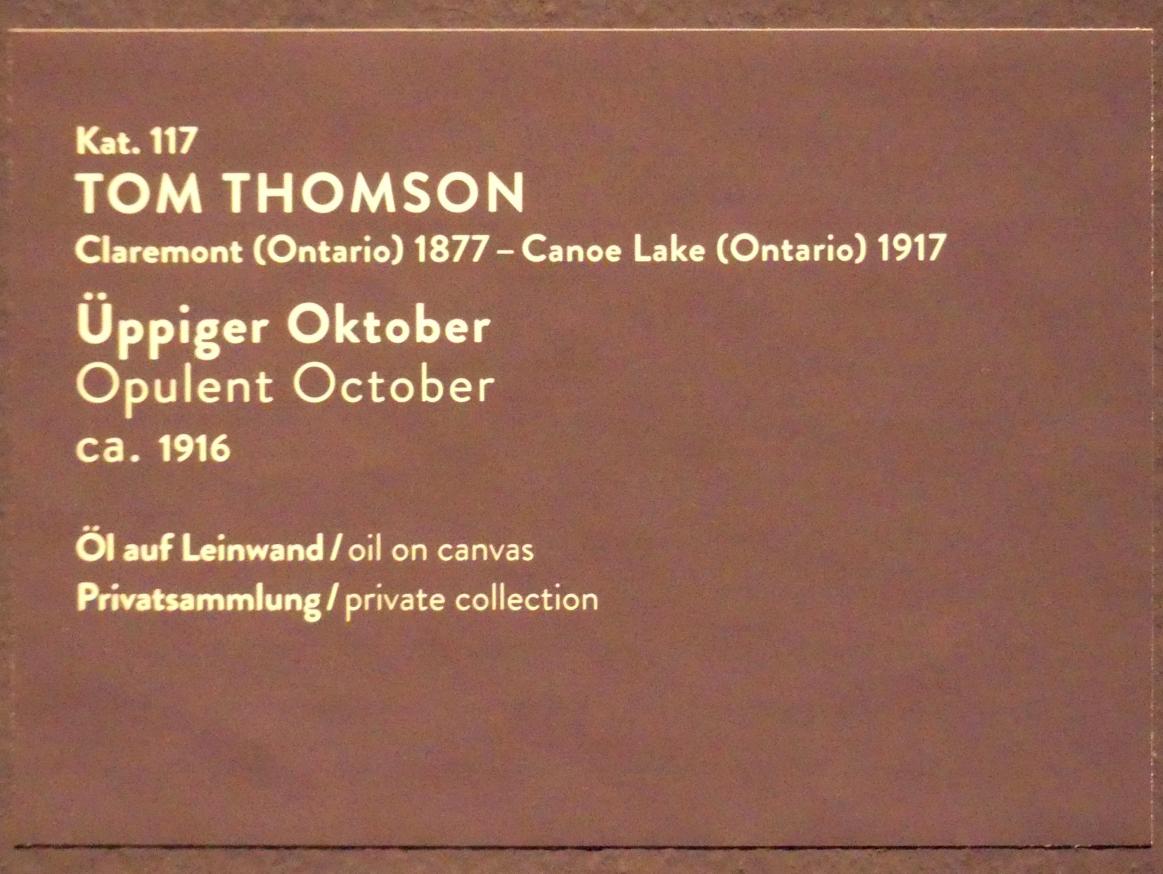 Kat. 117
TOM THOMSON
Claremont (Ontario) 1877 – Canoe Lake (Ontario) 1917
Üppiger Oktober
Opulent October
ca. 1916
Öl auf Leinwand / oil on canvas
Privatsammlung / private collection